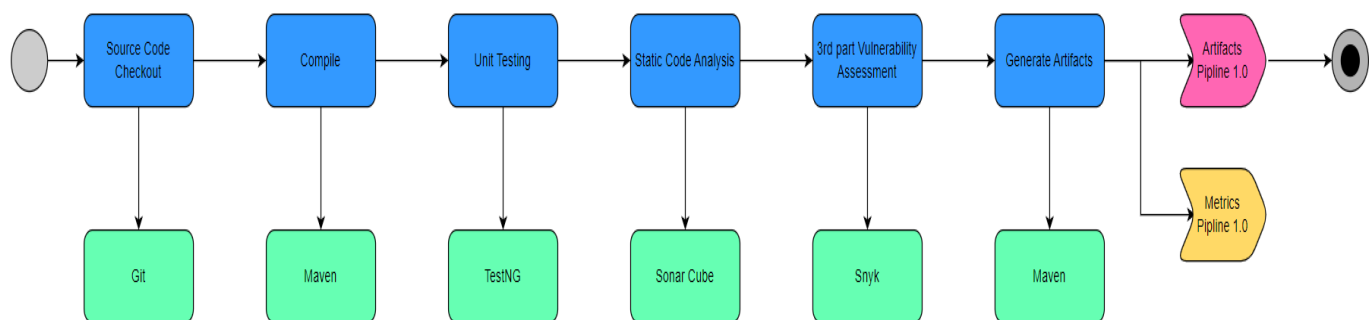 Source Code
Checkout
Compile
Unit Testing
Static Code Analysis
3rd part Vulnerability
Assessment
Generate Artifacts
Artifacts
Pipline 1.0
Metrics
Pipline 1.0
Git
Maven
TestNG
Sonar Cube
Snyk
Maven